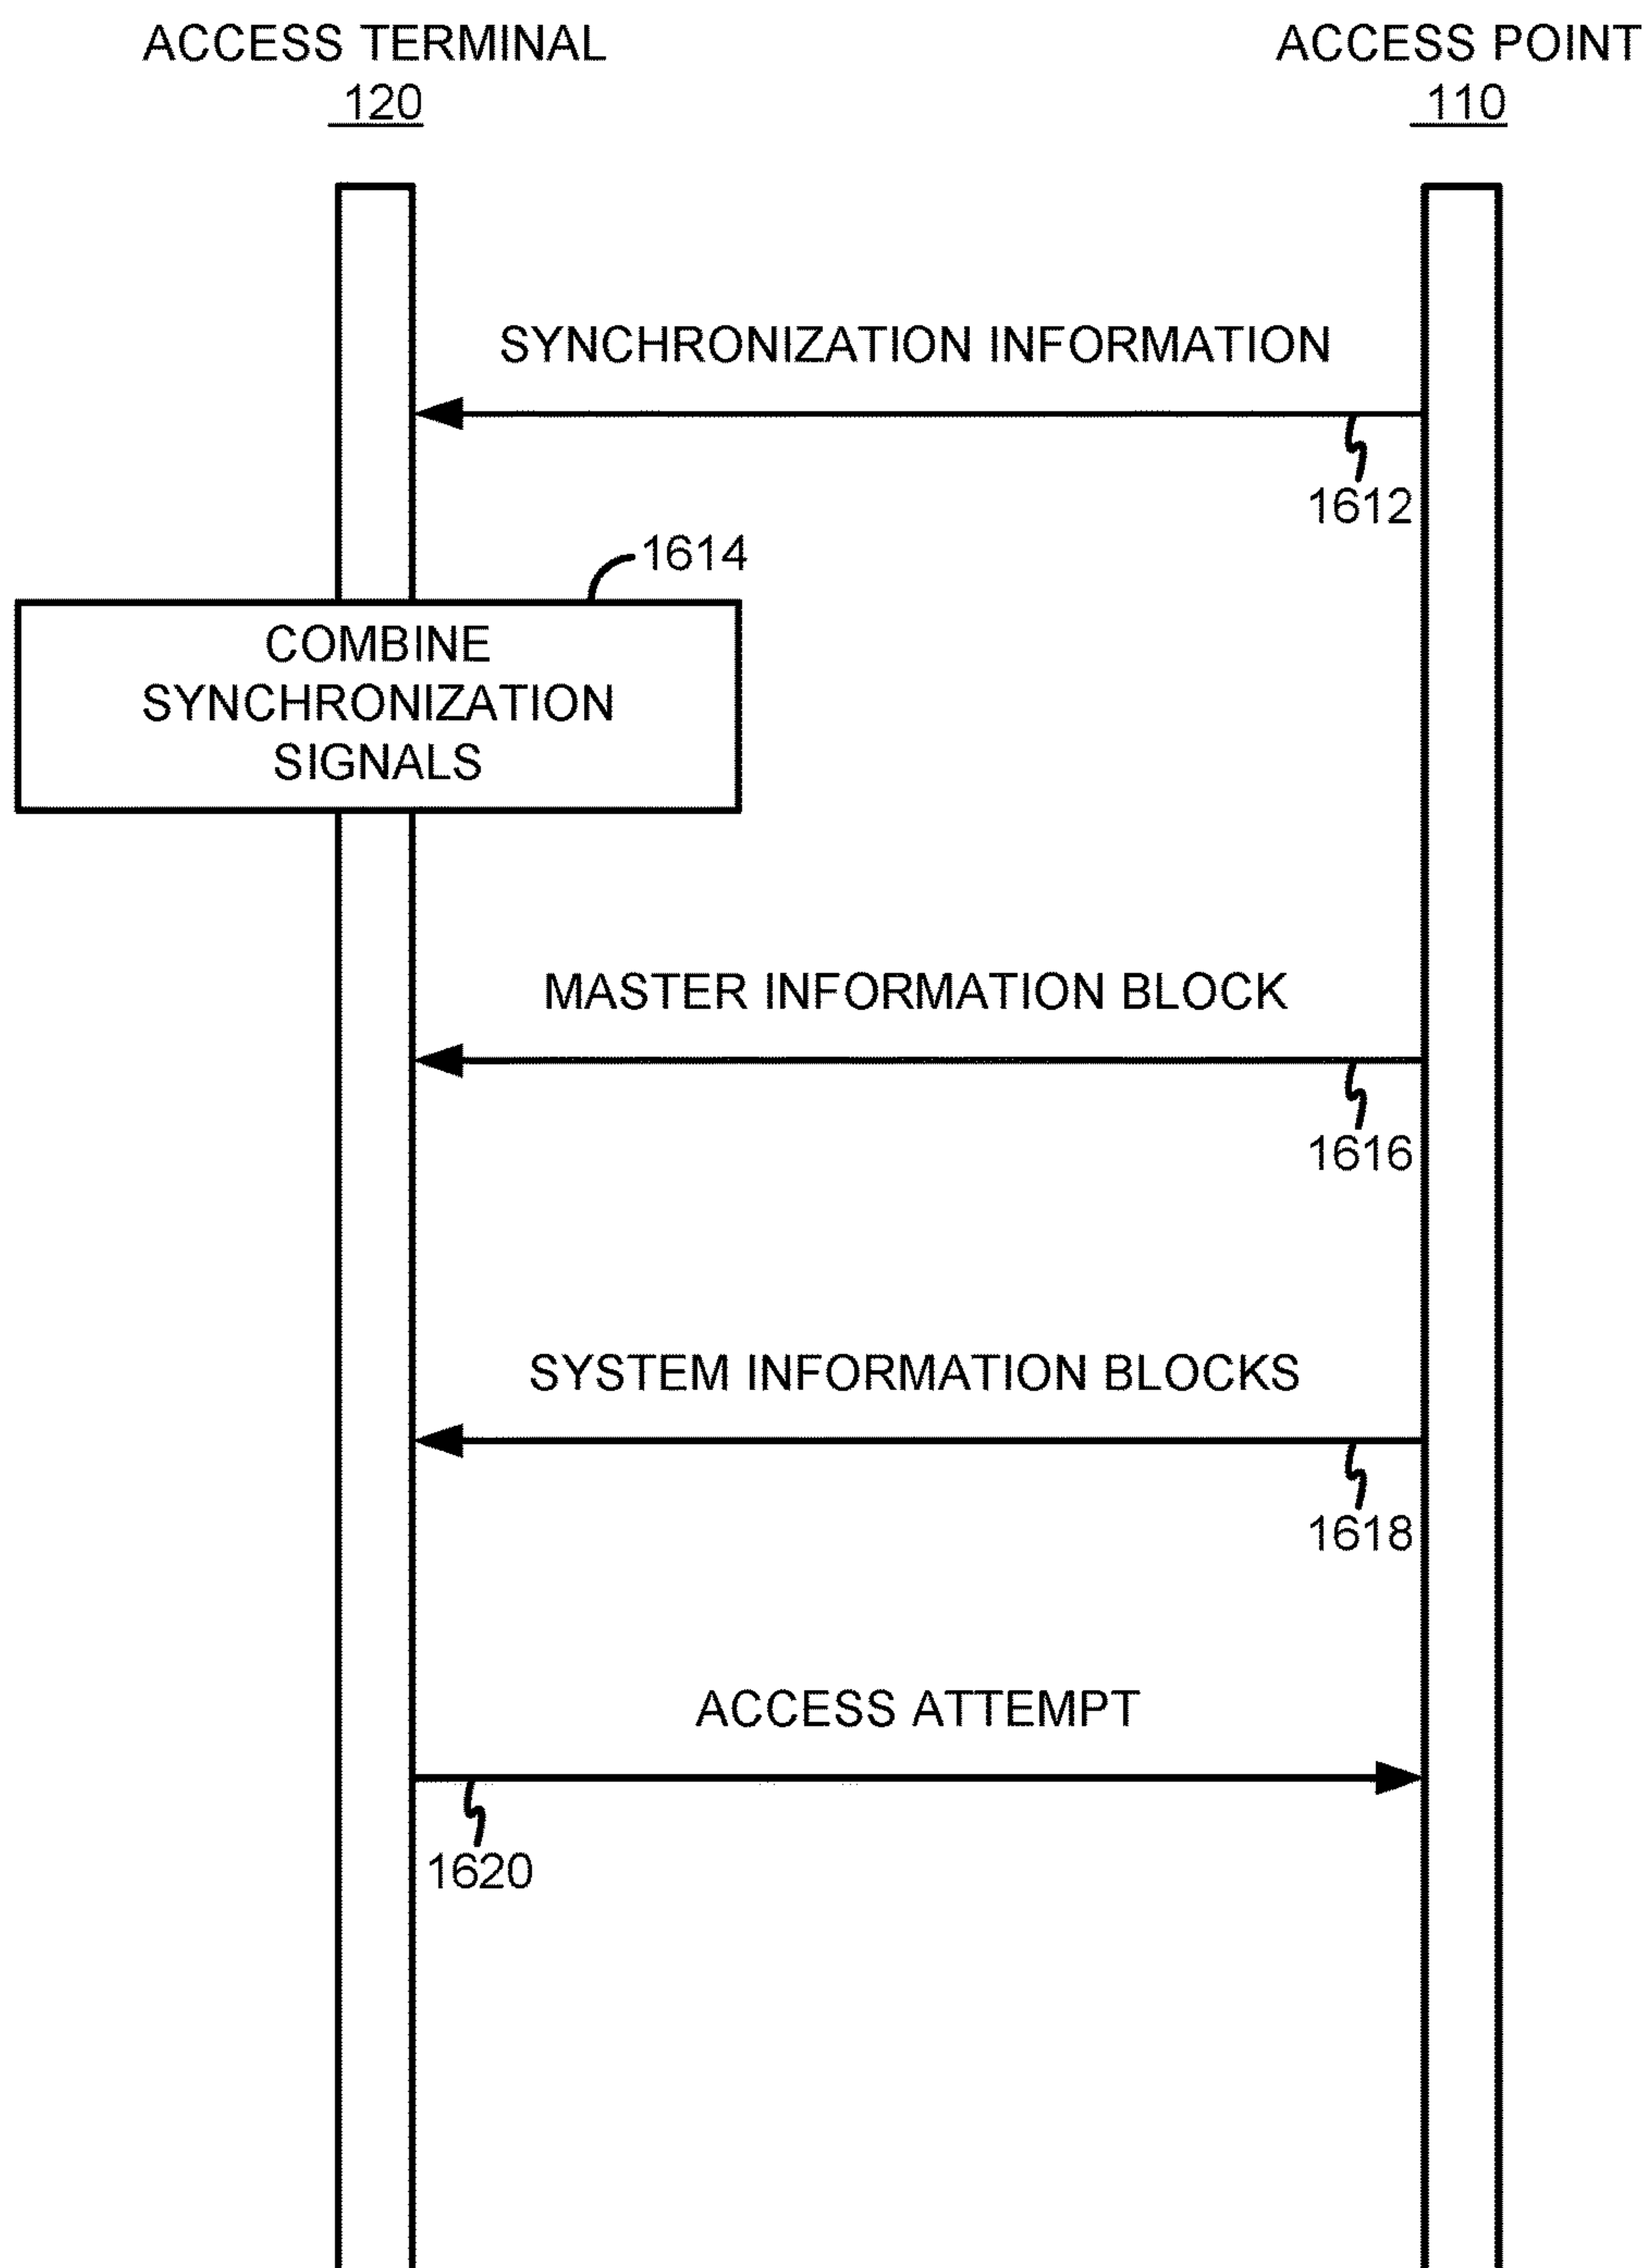 ACCESS TERMINAL
120
ACCESS POINT
110
SYNCHRONIZATION INFORMATION
1612
1614
COMBINE
SYNCHRONIZATION
SIGNALS
MASTER INFORMATION BLOCK
1616
SYSTEM INFORMATION BLOCKS
1618
ACCESS ATTEMPT
1620